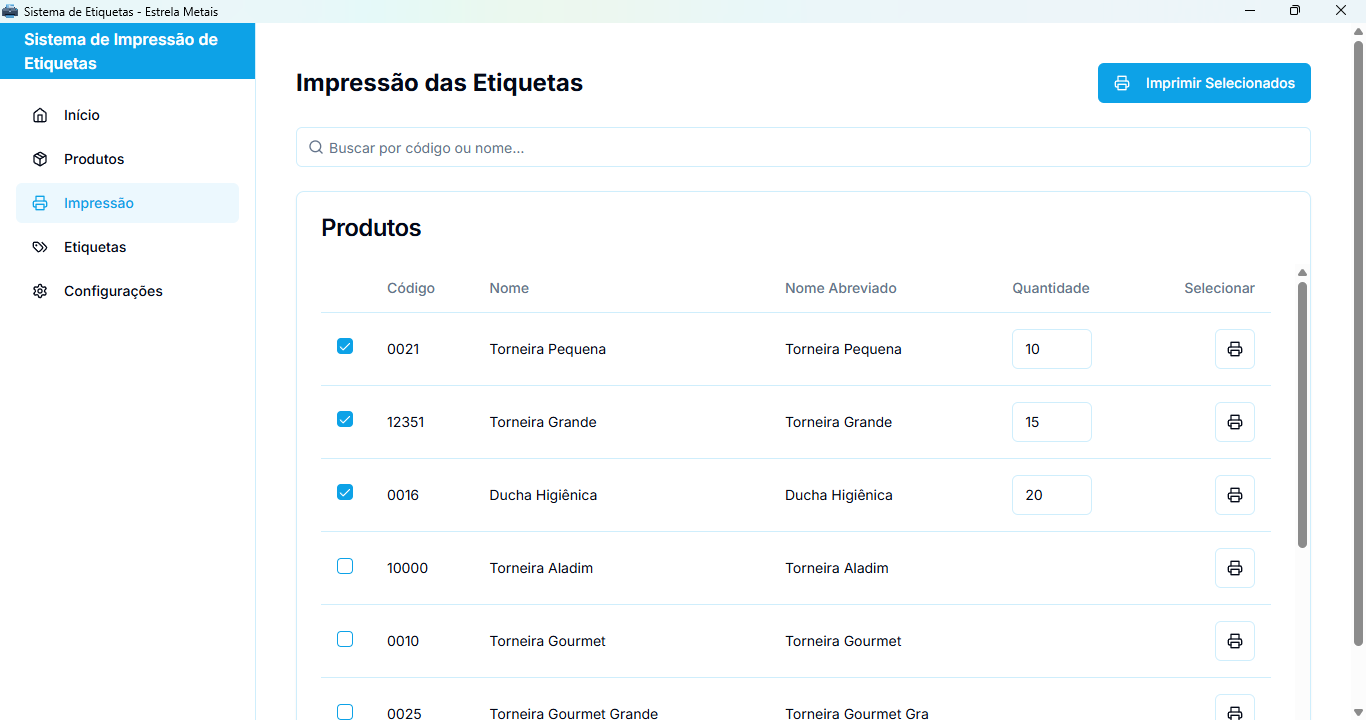 Sistema de Etiquetas - Estrela Metais
Sistema de Impressão de
Etiquetas
Início
Produtos
Impressão
Etiquetas
Configurações
Impressão das Etiquetas
Imprimir Selecionados
Buscar por código ou nome...
Produtos
Código Nome Nome Abreviado Quantidade Selecionar
0021 Torneira Pequena Torneira Pequena 10
12351 Torneira Grande Torneira Grande 15
0016 Ducha Higiênica Ducha Higiênica 20
10000 Torneira Aladim Torneira Aladim
0010 Torneira Gourmet Torneira Gourmet
0025 Torneira Gourmet Grande Torneira Gourmet Gra